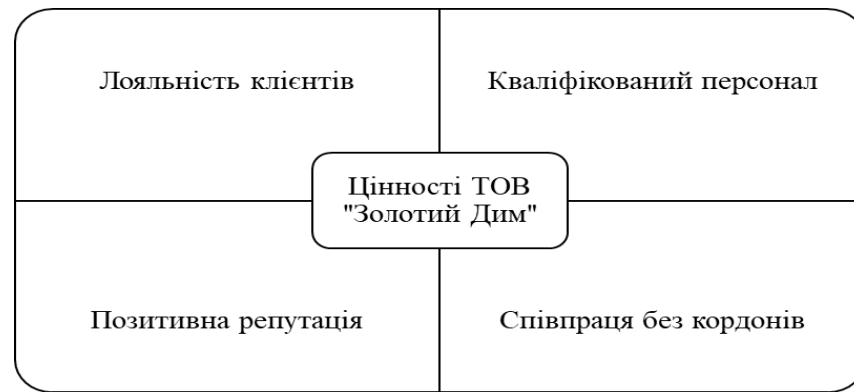 Лояльність клієнтів
Кваліфікований персонал
Цінності ТОВ
"Золотий Дим"
Позитивна репутація
Співпраця без кордонів